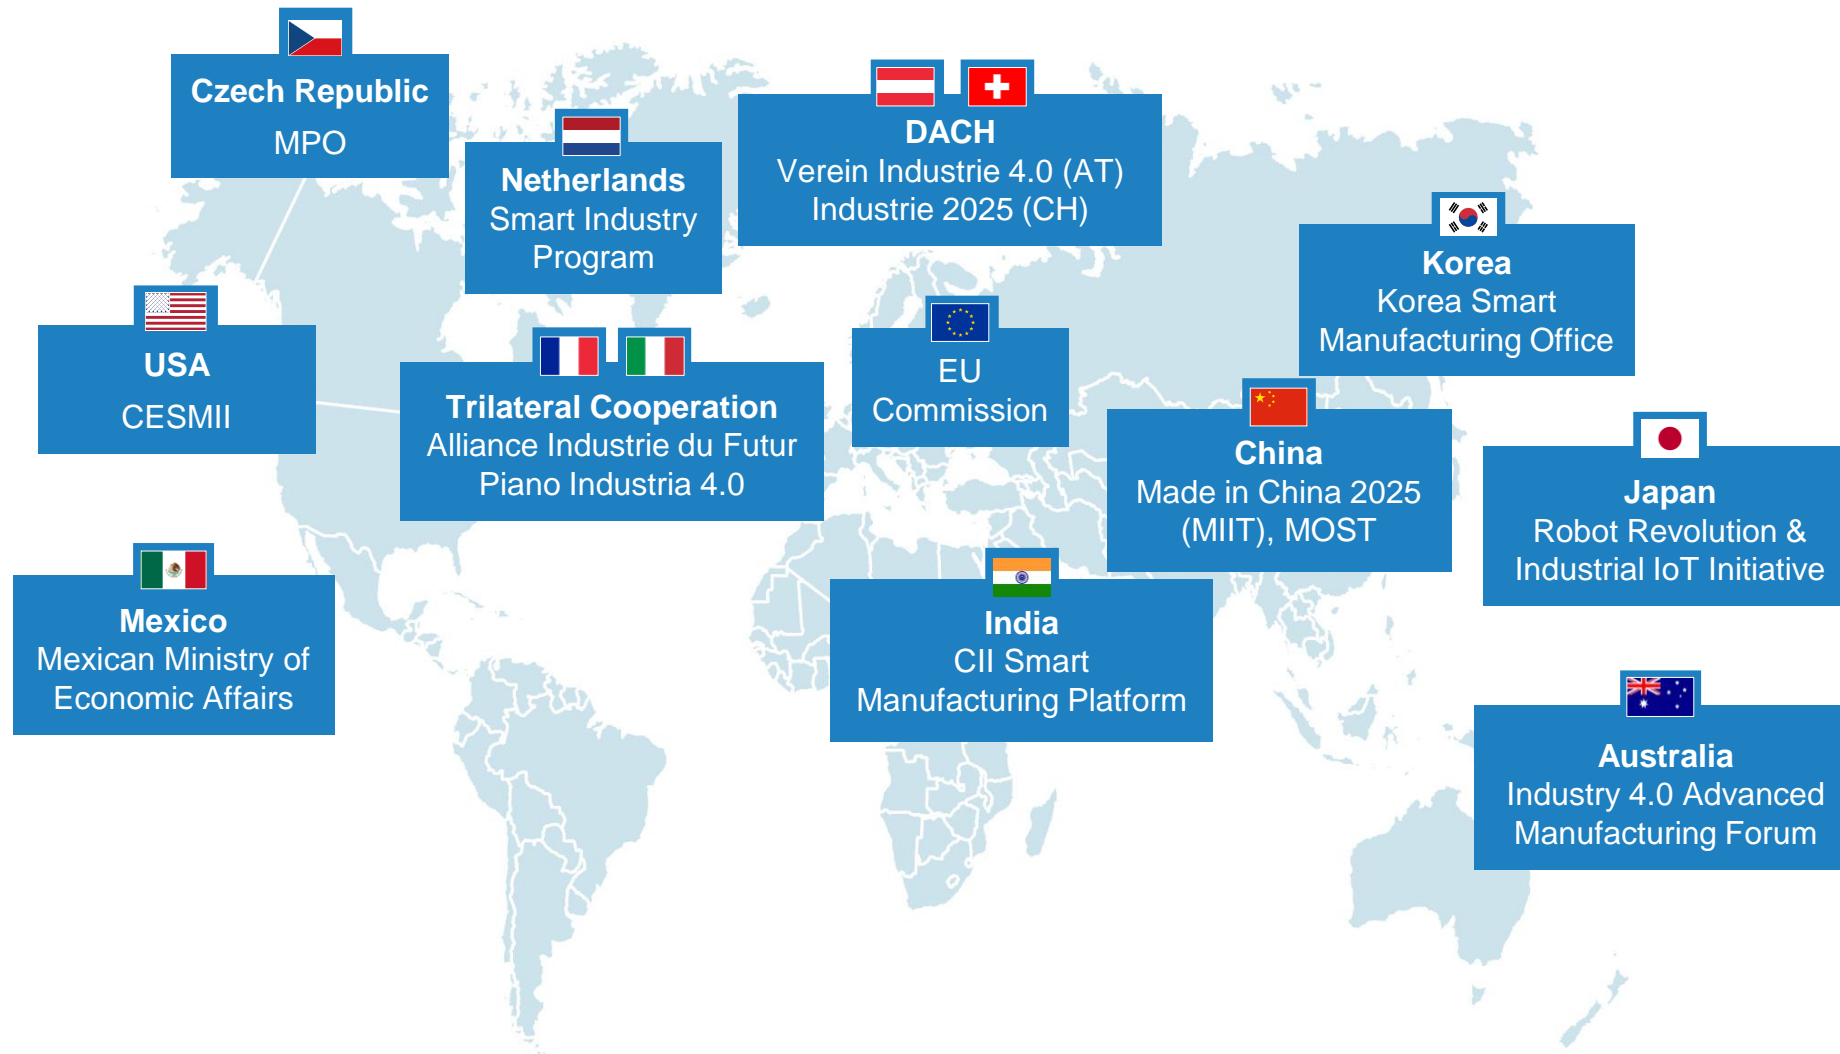 Czech Republic
MPO
Netherlands
Smart Industry
Program
DACH
Verein Industrie 4.0 (AT)
Industrie 2025 (CH)
Korea
Korea Smart
Manufacturing Office
USA
CESMII
Trilateral Cooperation
Alliance Industrie du Futur
Piano Industria 4.0
EU
Commission
China
Made in China 2025
(MIIT), MOST
Japan
Robot Revolution &
Industrial IoT Initiative
Mexico
Mexican Ministry of
Economic Affairs
India
CII Smart
Manufacturing Platform
Australia
Industry 4.0 Advanced
Manufacturing Forum